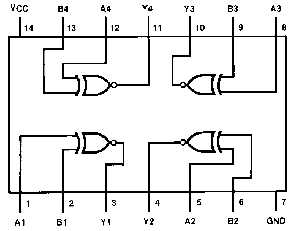 VCC B4 A4 Y4 Y3 B3 A3
14 13 12 11 10 9 8
1 2 3 4 5 6 7
A1 B1 Y1 Y2 A2 B2 GND